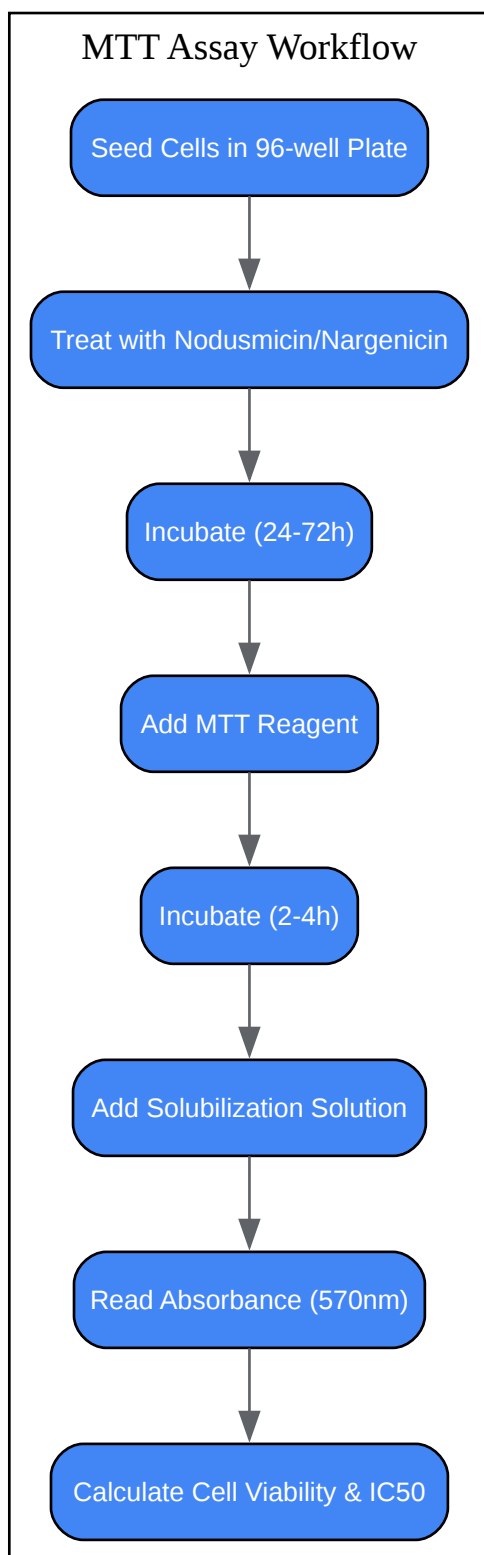 MTT Assay Workflow
Seed Cells in 96-well Plate
Treat with Nodusmicin/Nargenicin
Incubate (24-72h)
Add MTT Reagent
Incubate (2-4h)
Add Solubilization Solution
Read Absorbance (570nm)
Calculate Cell Viability & IC50